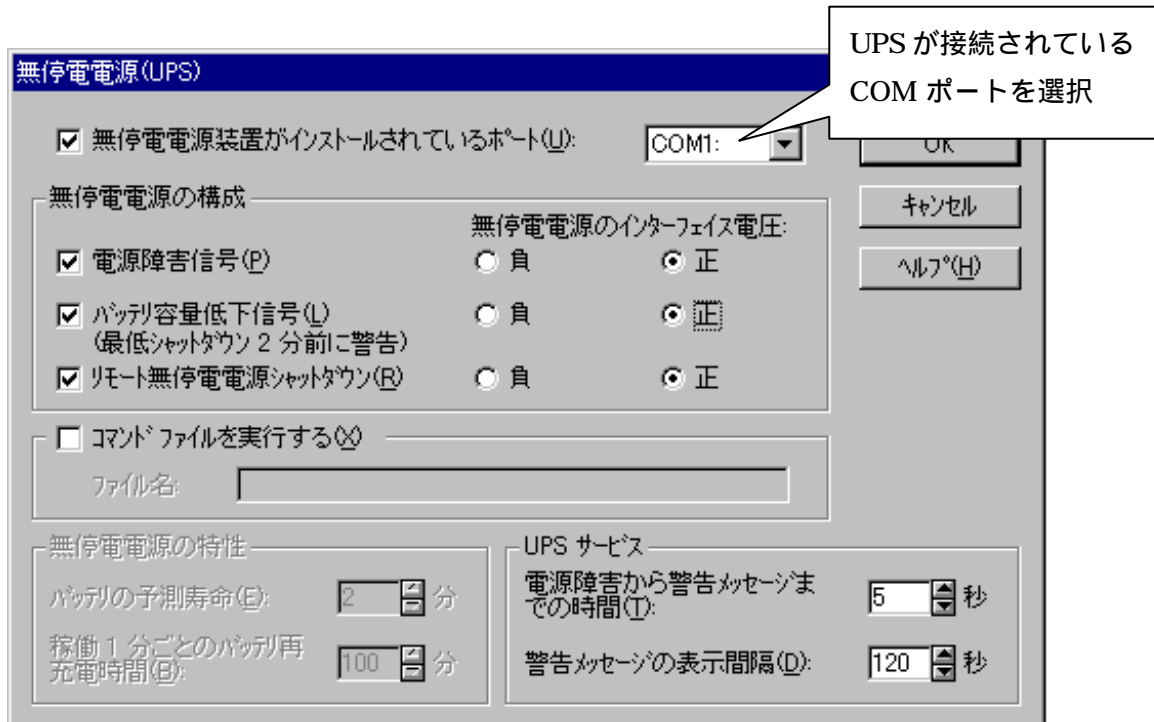 UPS が接続されている
COM ポートを選択
無停電電源(UPS)
☑ 無停電電源装置がインストールされているポート(U): COM1:
OK
キャンセル
ヘルプ(H)
無停電電源の構成
無停電電源のインターフェイス電圧:
電源障害信号(P) 負 正
バッテリ容量低下信号(L) 負 正
(最低シャットダウン 2 分前に警告)
リモート無停電電源シャットダウン(R) 負 正
コマンド ファイルを実行する(X)
ファイル名:
無停電電源の特性
バッテリの予測寿命(E): 2 分
稼働 1 分ごとのバッテリ再
充電時間(B): 100 分
UPS サービス
電源障害から警告メッセージま
での時間(T): 5 秒
警告メッセージの表示間隔(D): 120 秒